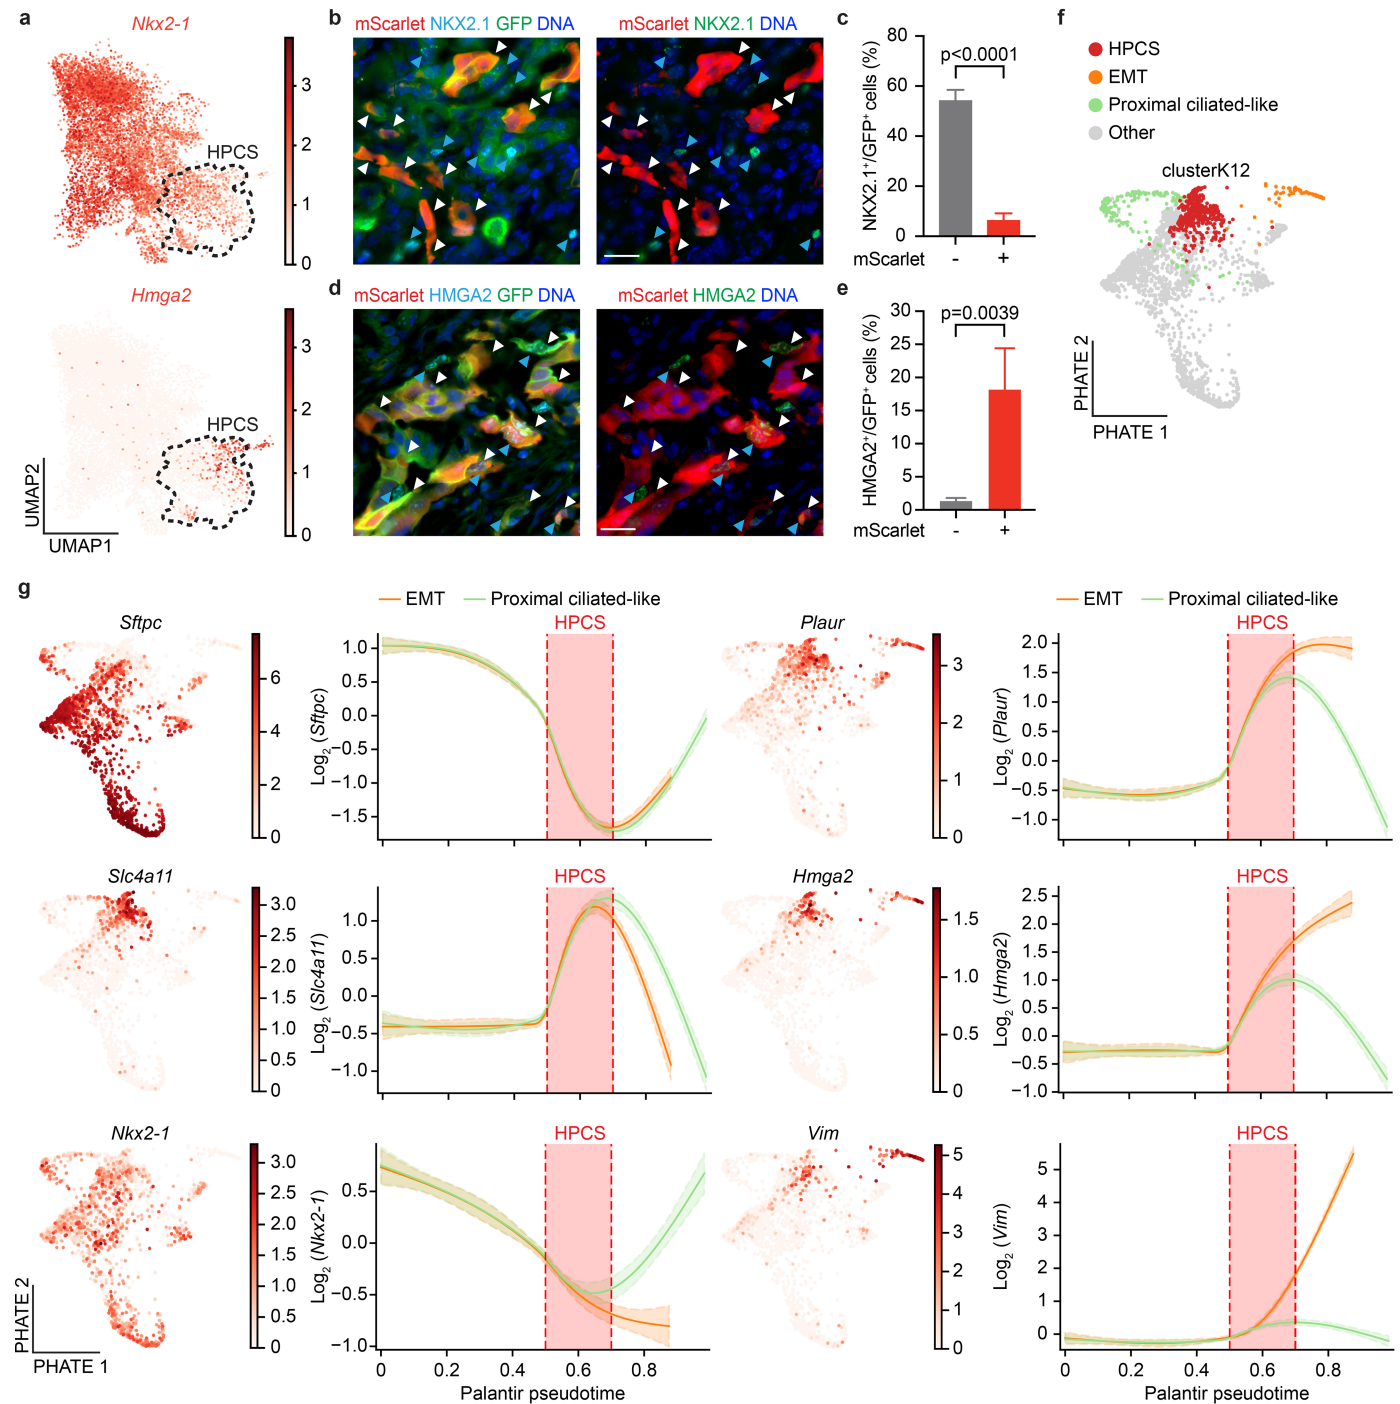 a
Nkx2-1
3
2
1
0
HPCS
Hmga2
3
2
1
0
HPCS
UMAP2
UMAP1
b
mScarlet NKX2.1 GFP DNA
mScarlet NKX2.1 DNA
c
NKX2.1⁺/GFP⁺ cells (%)
80
60
40
20
0
p<0.0001
mScarlet - +
d
mScarlet HMGA2 GFP DNA
mScarlet HMGA2 DNA
e
HMGA2⁺/GFP⁺ cells (%)
30
25
20
15
10
5
0
p=0.0039
mScarlet - +
f
HPCS
EMT
Proximal ciliated-like
Other
clusterK12
PHATE 2
PHATE 1
g
EMT Proximal ciliated-like
EMT Proximal ciliated-like
Sftpc
6
4
2
0
HPCS
Log₂ (Sftpc)
1.0
0.5
0.0
−0.5
−1.0
−1.5
Plaur
3
2
1
0
HPCS
Log₂ (Plaur)
2.0
1.5
1.0
0.5
0.0
−0.5
−1.0
Slc4a11
3.0
2.5
2.0
1.5
1.0
0.5
0
HPCS
Log₂ (Slc4a11)
1.0
0.5
0.0
−0.5
−1.0
Hmga2
1.5
1.0
0.5
0
HPCS
Log₂ (Hmga2)
2.5
2.0
1.5
1.0
0.5
0.0
−0.5
−1.0
Nkx2-1
3.0
2.5
2.0
1.5
1.0
0.5
0
PHATE 2
PHATE 1
HPCS
Log₂ (Nkx2-1)
0.5
0.0
−0.5
−1.0
0 0.2 0.4 0.6 0.8
Palantir pseudotime
Vim
5
4
3
2
1
0
HPCS
Log₂ (Vim)
5
4
3
2
1
0
0 0.2 0.4 0.6 0.8
Palantir pseudotime